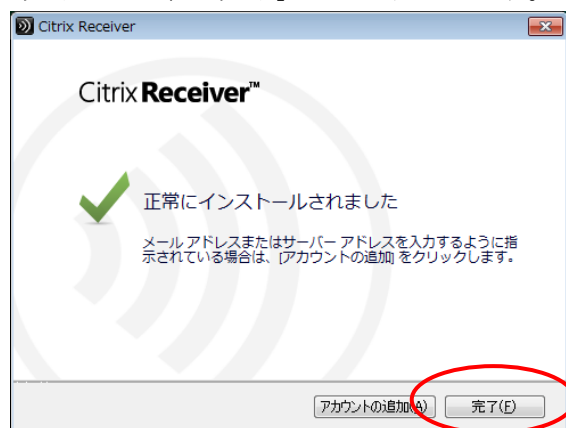 Citrix Receiver
Citrix Receiver™
正常にインストールされました
メール アドレスまたはサーバー アドレスを入力するように指
示されている場合は、[アカウントの追加] をクリックします。
アカウントの追加(A) 完了(F)